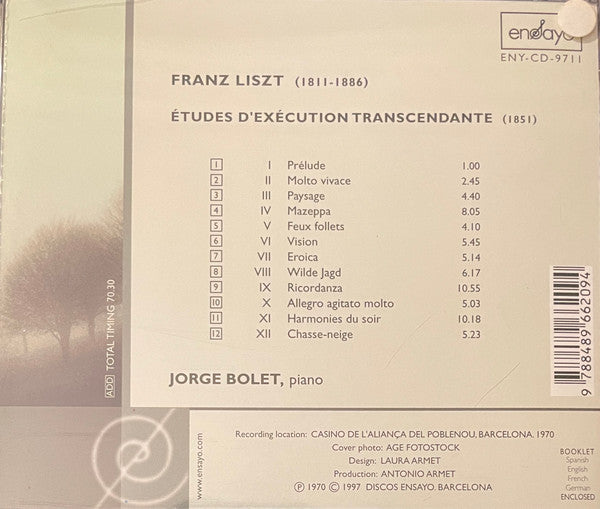 ensayo
ENY-CD-9711
FRANZ LISZT (1811-1886)
ÉTUDES D'EXÉCUTION TRANSCENDANTE (1851)
1 I Prélude 1.00
2 II Molto vivace 2.45
3 III Paysage 4.40
4 IV Mazeppa 8.05
5 V Feux follets 4.10
6 VI Vision 5.45
7 VII Eroica 5.14
8 VIII Wilde Jagd 6.17
9 IX Ricordanza 10.55
10 X Allegro agitato molto 5.03
11 XI Harmonies du soir 10.18
12 XII Chasse-neige 5.23
JORGE BOLET, piano
ADD TOTAL TIMING 70.30
9 788489 662094
www.ensayo.com
Recording location: CASINO DE L'ALIANÇA DEL POBLENOU, BARCELONA, 1970
Cover photo: AGE FOTOSTOCK
Design: LAURA ARMET
Production: ANTONIO ARMET
Ⓟ 1970 © 1997 DISCOS ENSAYO, BARCELONA
BOOKLET
Spanish
English
French
German
ENCLOSED